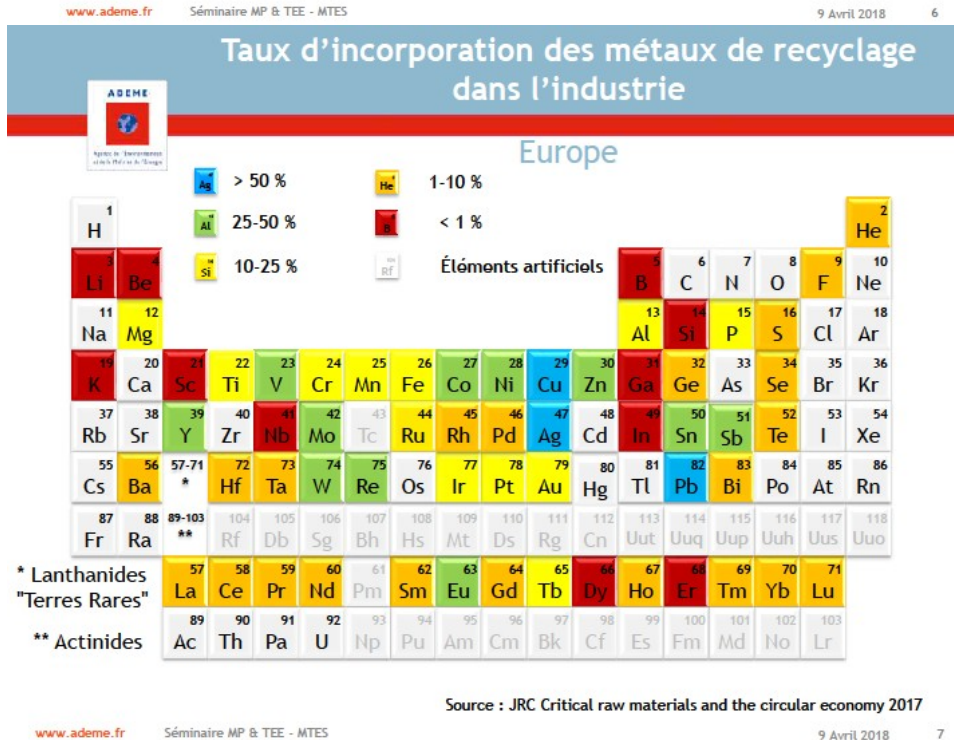 www.ademe.fr Séminaire MP & TEE - MTES 9 Avril 2018 6
Taux d'incorporation des métaux de recyclage
dans l'industrie
ADEME
Europe
Ag > 50 % He 1-10 %
Al 25-50 % B < 1 %
Si 10-25 % Rf Éléments artificiels
1 2
H He
3 4 5 6 7 8 9 10
Li Be B C N O F Ne
11 12 13 14 15 16 17 18
Na Mg Al Si P S Cl Ar
19 20 21 22 23 24 25 26 27 28 29 30 31 32 33 34 35 36
K Ca Sc Ti V Cr Mn Fe Co Ni Cu Zn Ga Ge As Se Br Kr
37 38 39 40 41 42 43 44 45 46 47 48 49 50 51 52 53 54
Rb Sr Y Zr Nb Mo Tc Ru Rh Pd Ag Cd In Sn Sb Te I Xe
55 56 57-71 72 73 74 75 76 77 78 79 80 81 82 83 84 85 86
Cs Ba * Hf Ta W Re Os Ir Pt Au Hg Tl Pb Bi Po At Rn
87 88 89-103 104 105 106 107 108 109 110 111 112 113 114 115 116 117 118
Fr Ra ** Rf Db Sg Bh Hs Mt Ds Rg Cn Uut Uuq Uup Uuh Uus Uuo
* Lanthanides
"Terres Rares"
57 58 59 60 61 62 63 64 65 66 67 68 69 70 71
La Ce Pr Nd Pm Sm Eu Gd Tb Dy Ho Er Tm Yb Lu
** Actinides
89 90 91 92 93 94 95 96 97 98 99 100 101 102 103
Ac Th Pa U Np Pu Am Cm Bk Cf Es Fm Md No Lr
Source : JRC Critical raw materials and the circular economy 2017
www.ademe.fr Séminaire MP & TEE - MTES 9 Avril 2018 7